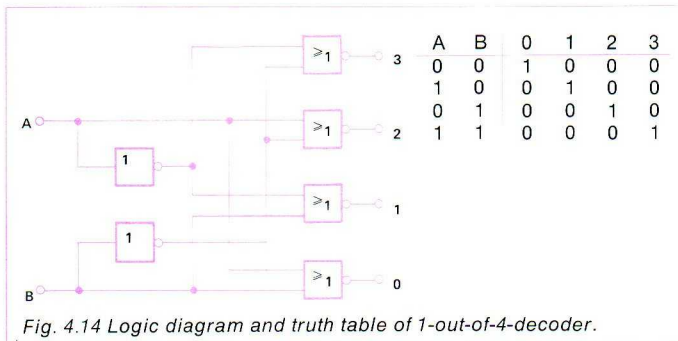 A B 0 1 2 3
0 0 1 0 0 0
1 0 0 1 0 0
0 1 0 0 1 0
1 1 0 0 0 1
A
B
1
1
≥1 3
≥1 2
≥1 1
≥1 0
Fig. 4.14 Logic diagram and truth table of 1-out-of-4-decoder.